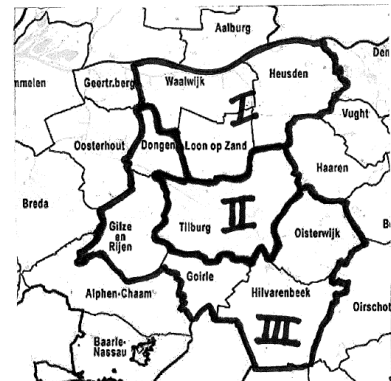 Aalburg
Den
mmelen
Geertr.berg
Waalwijk
Heusden
I
Vught
Oosterhout
Dongen
Loon op Zand
Haaren
Breda
Gilze
en
Rijen
Tilburg
II
Oisterwijk
B
Goirle
Alphen-Chaam
Hilvarenbeek
Oirschot
III
Baarle-
Nassau